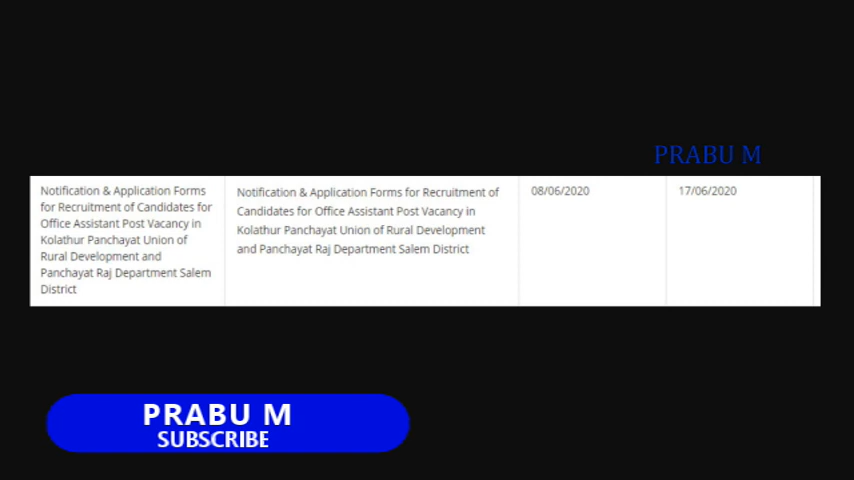 PRABU M
Notification & Application Forms
for Recruitment of Candidates for
Office Assistant Post Vacancy in
Kolathur Panchayat Union of
Rural Development and
Panchayat Raj Department Salem
District
Notification & Application Forms for Recruitment of
Candidates for Office Assistant Post Vacancy in
Kolathur Panchayat Union of Rural Development
and Panchayat Raj Department Salem District
08/06/2020
17/06/2020
PRABU M
SUBSCRIBE